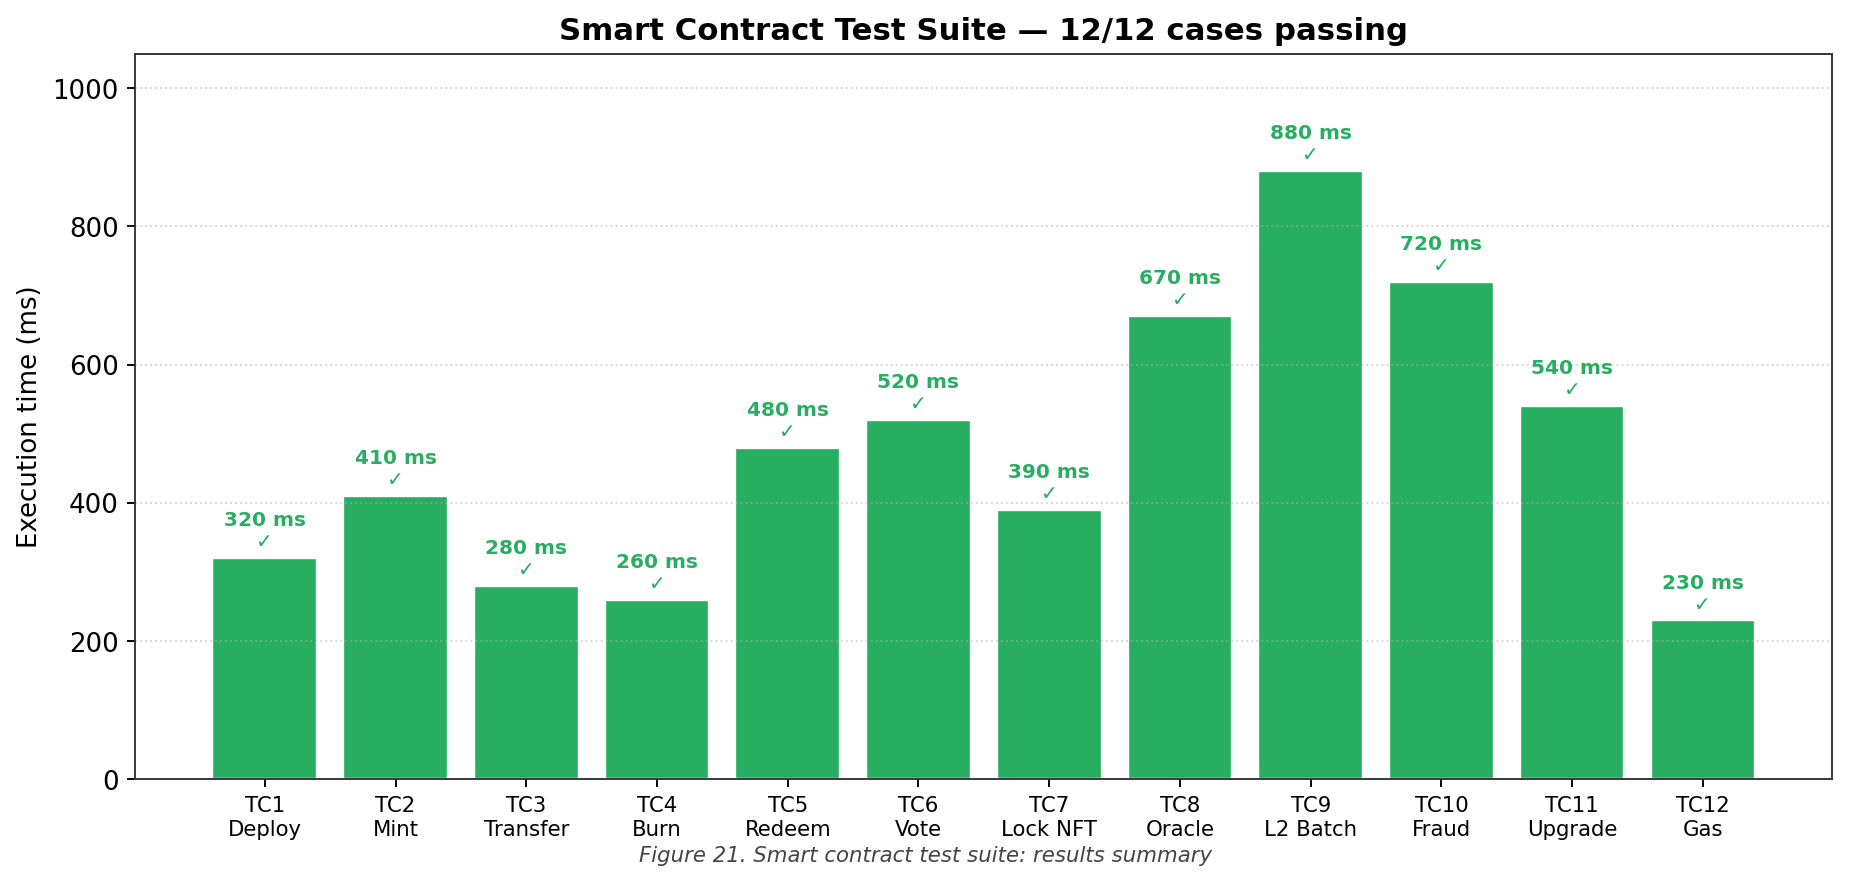 Smart Contract Test Suite — 12/12 cases passing
Execution time (ms)
1000
800
600
400
200
0
320 ms
✓
410 ms
✓
280 ms
✓
260 ms
✓
480 ms
✓
520 ms
✓
390 ms
✓
670 ms
✓
880 ms
✓
720 ms
✓
540 ms
✓
230 ms
✓
TC1
Deploy
TC2
Mint
TC3
Transfer
TC4
Burn
TC5
Redeem
TC6
Vote
TC7
Lock NFT
TC8
Oracle
TC9
L2 Batch
TC10
Fraud
TC11
Upgrade
TC12
Gas
Figure 21. Smart contract test suite: results summary